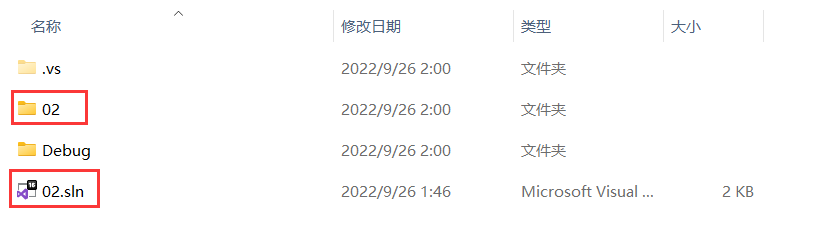 名称 修改日期 类型 大小
.vs 2022/9/26 2:00 文件夹
02 2022/9/26 2:00 文件夹
Debug 2022/9/26 2:00 文件夹
16 02.sln 2022/9/26 1:46 Microsoft Visual ... 2 KB